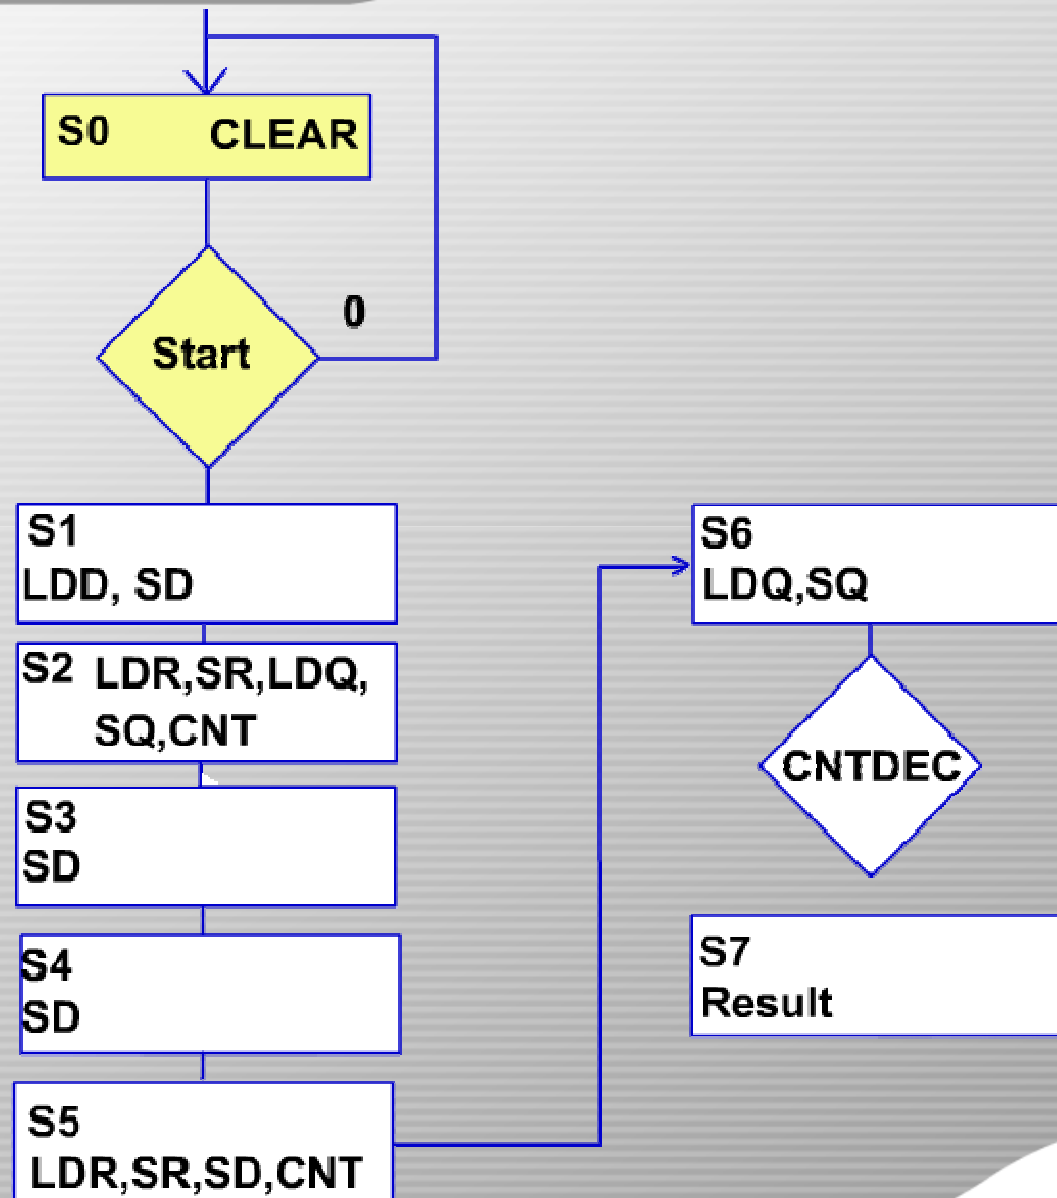 S0 CLEAR
Start
0
S1
LDD, SD
S2 LDR,SR,LDQ,
SQ,CNT
S3
SD
S4
SD
S5
LDR,SR,SD,CNT
S6
LDQ,SQ
CNTDEC
S7
Result